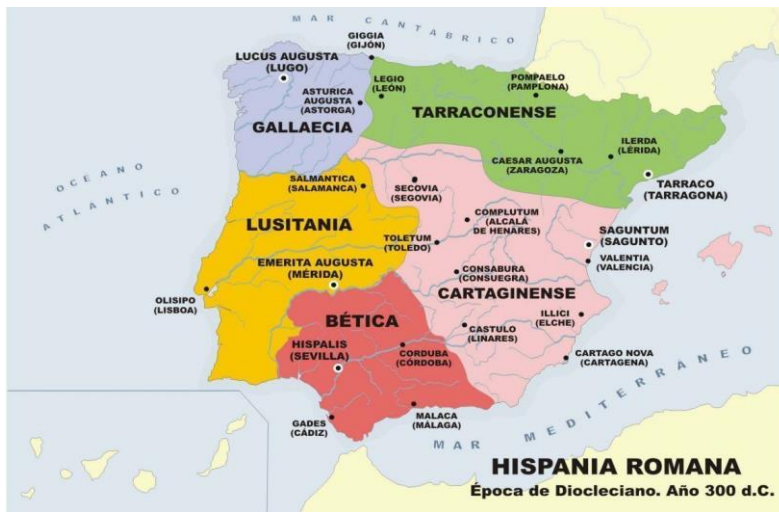 MAR CANTÁBRICO
GIGGIA
(GIJÓN)
LUCUS AUGUSTA
(LUGO)
LEGIO
(LEÓN)
POMPAELO
(PAMPLONA)
ASTURICA
AUGUSTA
(ASTORGA)
TARRACONENSE
GALLAECIA
ILERDA
(LÉRIDA)
CAESAR AUGUSTA
(ZARAGOZA)
OCÉANO
ATLÁNTICO
SALMANTICA
(SALAMANCA)
SECOVIA
(SEGOVIA)
TARRACO
(TARRAGONA)
LUSITANIA
COMPLUTUM
(ALCALÁ
DE HENARES)
TOLETUM
(TOLEDO)
SAGUNTUM
(SAGUNTO)
VALENTIA
(VALENCIA)
EMERITA AUGUSTA
(MÉRIDA)
CONSABURA
(CONSUEGRA)
CARTAGINENSE
OLISIPO
(LISBOA)
BÉTICA
ILLICI
(ELCHE)
CASTULO
(LINARES)
HISPALIS
(SEVILLA)
CORDUBA
(CÓRDOBA)
CARTAGO NOVA
(CARTAGENA)
GADES
(CÁDIZ)
MALACA
(MÁLAGA)
MAR MEDITERRÁNEO
HISPANIA ROMANA
Época de Diocleciano. Año 300 d.C.